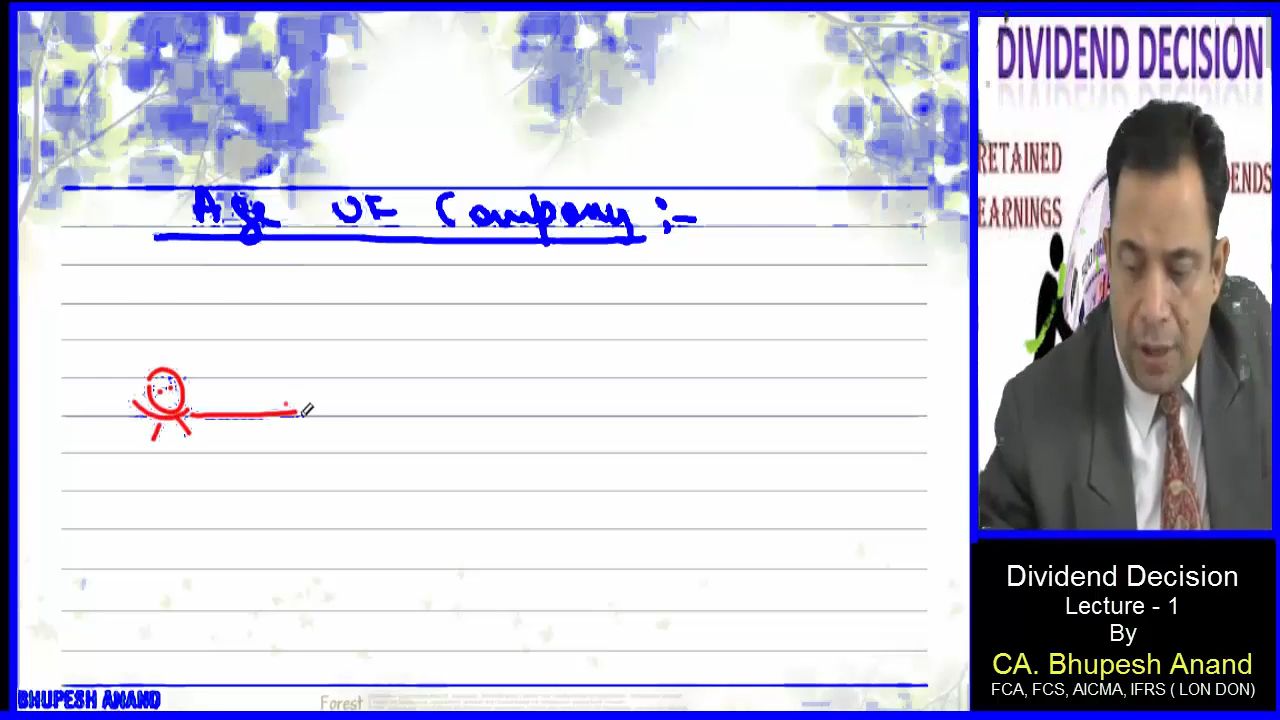 Age OF Company :-
BHUPESH ANAND
Forest
DIVIDEND DECISION
RETAINED
EARNINGS
Dividend Decision
Lecture - 1
By
CA. Bhupesh Anand
FCA, FCS, AICMA, IFRS ( LON DON)